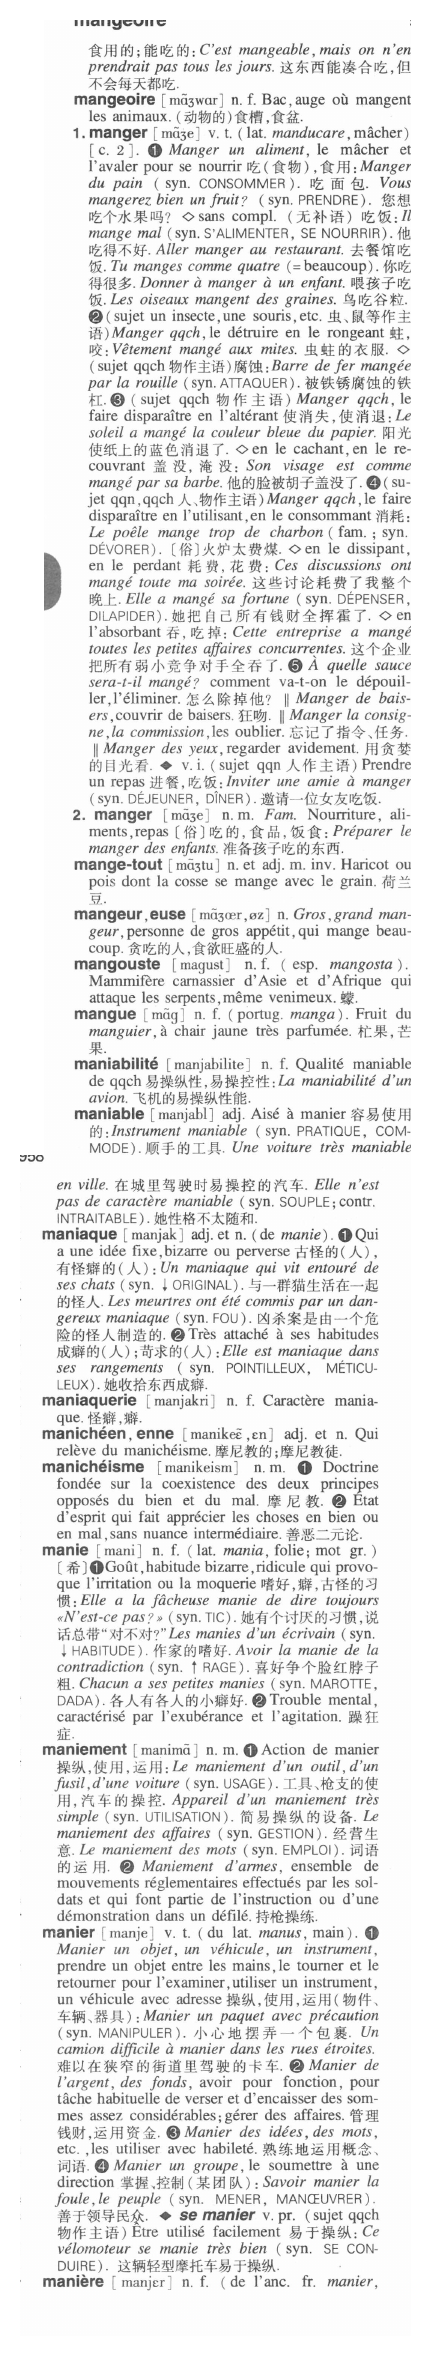 mangeoire
食用的;能吃的:C'est mangeable, mais on n'en
prendrait pas tous les jours. 这东西能凑合吃,但
不会每天都吃.
mangeoire [mɑ̃ʒwar] n. f. Bac, auge où mangent
les animaux. (动物的)食槽,食盆.
1. manger [mɑ̃ʒe] v. t. (lat. manducare, mâcher)
[c. 2]. ❶ Manger un aliment, le mâcher et
l'avaler pour se nourrir 吃(食物),食用:Manger
du pain (syn. CONSOMMER). 吃面包. Vous
mangerez bien un fruit? (syn. PRENDRE). 您想
吃个水果吗? ◇ sans compl. (无补语) 吃饭:Il
mange mal (syn. S'ALIMENTER, SE NOURRIR). 他
吃得不好. Aller manger au restaurant. 去餐馆吃
饭. Tu manges comme quatre (= beaucoup). 你吃
得很多. Donner à manger à un enfant. 喂孩子吃
饭. Les oiseaux mangent des graines. 鸟吃谷粒.
❷ (sujet un insecte, une souris, etc. 虫、鼠等作主
语) Manger qqch, le détruire en le rongeant 蛀,
咬:Vêtement mangé aux mites. 虫蛀的衣服. ◇
(sujet qqch 物作主语)腐蚀:Barre de fer mangée
par la rouille (syn. ATTAQUER). 被铁锈腐蚀的铁
杠. ❸ (sujet qqch 物作主语) Manger qqch, le
faire disparaître en l'altérant 使消失,使消退:Le
soleil a mangé la couleur bleue du papier. 阳光
使纸上的蓝色消退了. ◇ en le cachant, en le re-
couvrant 盖没, 淹没: Son visage est comme
mangé par sa barbe. 他的脸被胡子盖没了. ❹ (su-
jet qqn, qqch 人、物作主语) Manger qqch, le faire
disparaître en l'utilisant, en le consommant 消耗:
Le poêle mange trop de charbon (fam.; syn.
DÉVORER). [俗]火炉太费煤. ◇ en le dissipant,
en le perdant 耗费,花费: Ces discussions ont
mangé toute ma soirée. 这些讨论耗费了我整个
晚上. Elle a mangé sa fortune (syn. DÉPENSER,
DILAPIDER). 她把自己所有钱财全挥霍了. ◇ en
l'absorbant 吞,吃掉: Cette entreprise a mangé
toutes les petites affaires concurrentes. 这个企业
把所有弱小竞争对手全吞了. ❺ À quelle sauce
sera-t-il mangé? comment va-t-on le dépouil-
ler, l'éliminer. 怎么除掉他? ‖ Manger de bais-
ers, couvrir de baisers. 狂吻. ‖ Manger la consig-
ne, la commission, les oublier. 忘记了指令、任务.
‖ Manger des yeux, regarder avidement. 用贪婪
的目光看. ◆ v. i. (sujet qqn 人作主语) Prendre
un repas 进餐,吃饭:Inviter une amie à manger
(syn. DÉJEUNER, DÎNER). 邀请一位女友吃饭.
2. manger [mɑ̃ʒe] n. m. Fam. Nourriture, ali-
ments, repas [俗]吃的,食品,饭食:Préparer le
manger des enfants. 准备孩子吃的东西.
mange-tout [mɑ̃ʒtu] n. et adj. m. inv. Haricot ou
pois dont la cosse se mange avec le grain. 荷兰
豆.
mangeur, euse [mɑ̃ʒœr, øz] n. Gros, grand man-
geur, personne de gros appétit, qui mange beau-
coup. 贪吃的人,食欲旺盛的人.
mangouste [mɑgust] n. f. (esp. mangosta).
Mammifère carnassier d'Asie et d'Afrique qui
attaque les serpents, même venimeux. 獴.
mangue [mɑ̃g] n. f. (portug. manga). Fruit du
manguier, à chair jaune très parfumée. 杧果,芒
果.
maniabilité [manjabilite] n. f. Qualité maniable
de qqch 易操纵性,易操控性:La maniabilité d'un
avion. 飞机的易操纵性能.
maniable [manjabl] adj. Aisé à manier 容易使用
的:Instrument maniable (syn. PRATIQUE, COM-
MODE). 顺手的工具. Une voiture très maniable
958
en ville. 在城里驾驶时易操控的汽车. Elle n'est
pas de caractère maniable (syn. SOUPLE; contr.
INTRAITABLE). 她性格不太随和.
maniaque [manjak] adj. et n. (de manie). ❶ Qui
a une idée fixe, bizarre ou perverse 古怪的(人),
有怪癖的(人):Un maniaque qui vit entouré de
ses chats (syn. ↓ ORIGINAL). 与一群猫生活在一起
的怪人. Les meurtres ont été commis par un dan-
gereux maniaque (syn. FOU). 凶杀案是由一个危
险的怪人制造的. ❷ Très attaché à ses habitudes
成癖的(人);苛求的(人):Elle est maniaque dans
ses rangements (syn. POINTILLEUX, MÉTICU-
LEUX). 她收拾东西成癖.
maniaquerie [manjakri] n. f. Caractère mania-
que. 怪癖,癖.
manichéen, enne [manikeɛ̃, ɛn] adj. et n. Qui
relève du manichéisme. 摩尼教的;摩尼教徒.
manichéisme [manikeism] n. m. ❶ Doctrine
fondée sur la coexistence des deux principes
opposés du bien et du mal. 摩尼教. ❷ État
d'esprit qui fait apprécier les choses en bien ou
en mal, sans nuance intermédiaire. 善恶二元论.
manie [mani] n. f. (lat. mania, folie; mot gr.)
[希] ❶ Goût, habitude bizarre, ridicule qui provo-
que l'irritation ou la moquerie 嗜好,癖,古怪的习
惯:Elle a la fâcheuse manie de dire toujours
«N'est-ce pas?» (syn. TIC). 她有个讨厌的习惯,说
话总带“对不对?” Les manies d'un écrivain (syn.
↓ HABITUDE). 作家的嗜好. Avoir la manie de la
contradiction (syn. ↑ RAGE). 喜好争个脸红脖子
粗. Chacun a ses petites manies (syn. MAROTTE,
DADA). 各人有各人的小癖好. ❷ Trouble mental,
caractérisé par l'exubérance et l'agitation. 躁狂
症.
maniement [manimɑ̃] n. m. ❶ Action de manier
操纵,使用,运用:Le maniement d'un outil, d'un
fusil, d'une voiture (syn. USAGE). 工具、枪支的使
用,汽车的操控. Appareil d'un maniement très
simple (syn. UTILISATION). 简易操纵的设备. Le
maniement des affaires (syn. GESTION). 经营生
意. Le maniement des mots (syn. EMPLOI). 词语
的运用. ❷ Maniement d'armes, ensemble de
mouvements réglementaires effectués par les sol-
dats et qui font partie de l'instruction ou d'une
démonstration dans un défilé. 持枪操练.
manier [manje] v. t. (du lat. manus, main). ❶
Manier un objet, un véhicule, un instrument,
prendre un objet entre les mains, le tourner et le
retourner pour l'examiner, utiliser un instrument,
un véhicule avec adresse 操纵,使用,运用(物件、
车辆、器具):Manier un paquet avec précaution
(syn. MANIPULER). 小心地摆弄一个包裹. Un
camion difficile à manier dans les rues étroites.
难以在狭窄的街道里驾驶的卡车. ❷ Manier de
l'argent, des fonds, avoir pour fonction, pour
tâche habituelle de verser et d'encaisser des som-
mes assez considérables; gérer des affaires. 管理
钱财,运用资金. ❸ Manier des idées, des mots,
etc., les utiliser avec habileté. 熟练地运用概念、
词语. ❹ Manier un groupe, le soumettre à une
direction 掌握、控制(某团队):Savoir manier la
foule, le peuple (syn. MENER, MANŒUVRER).
善于领导民众. ◆ se manier v. pr. (sujet qqch
物作主语) Être utilisé facilement 易于操纵:Ce
vélomoteur se manie très bien (syn. SE CON-
DUIRE). 这辆轻型摩托车易于操纵.
manière [manjɛr] n. f. (de l'anc. fr. manier,